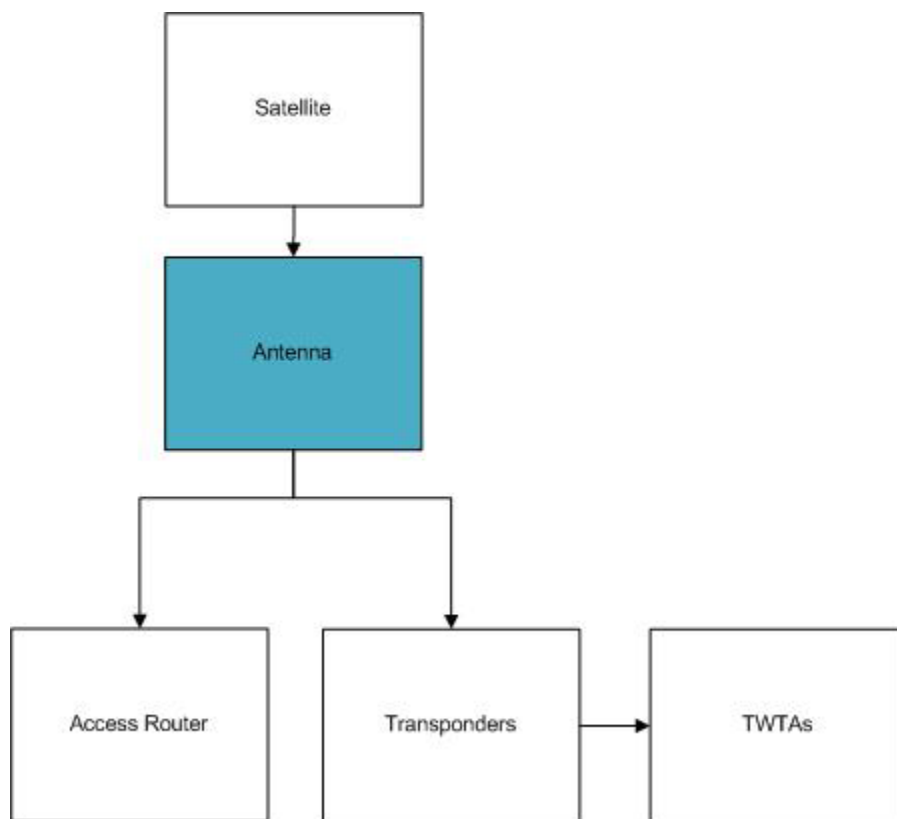 Satellite
Antenna
Access Router
Transponders
TWTAs